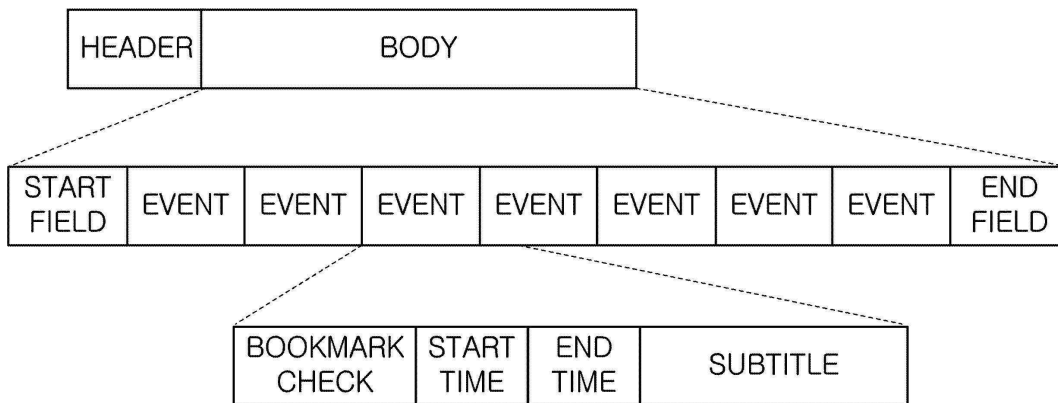 HEADER BODY
START FIELD EVENT EVENT EVENT EVENT EVENT EVENT EVENT END FIELD
BOOKMARK CHECK START TIME END TIME SUBTITLE